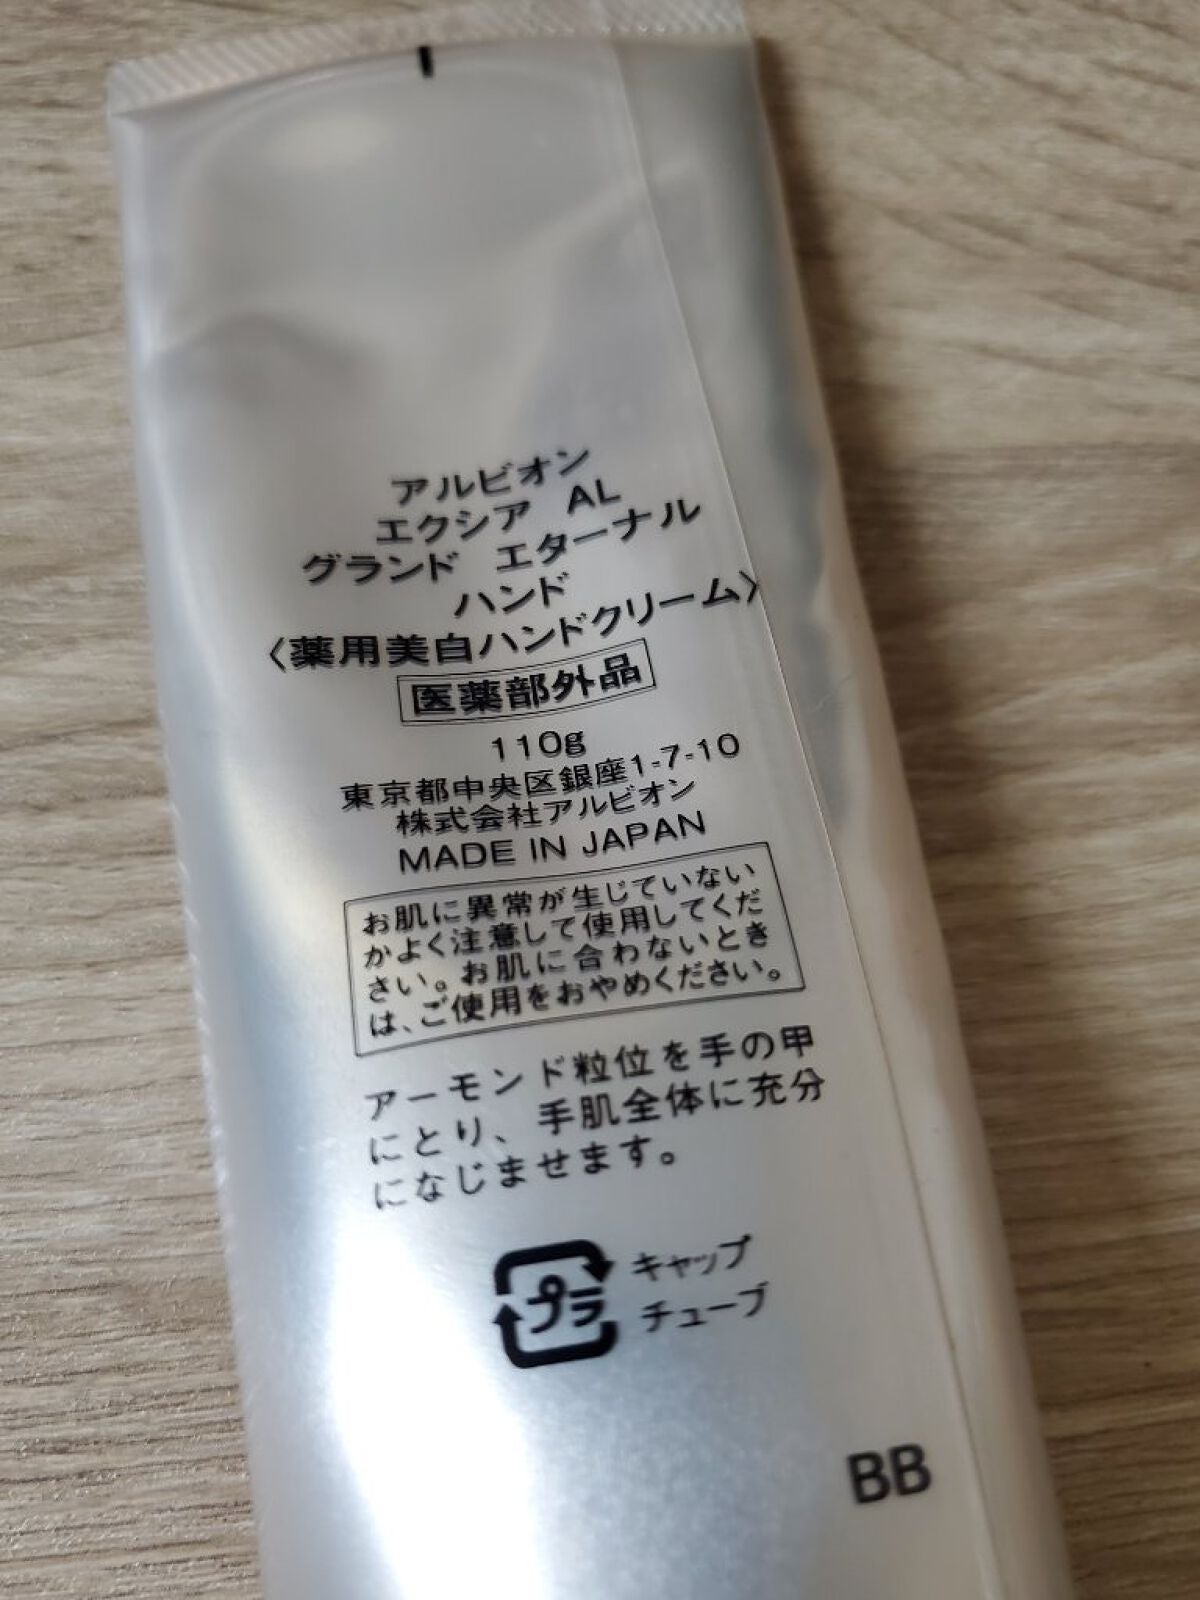 アルビオン
エクシア AL
グランド エターナル
ハンド
〈薬用美白ハンドクリーム〉
医薬部外品
110g
東京都中央区銀座1-7-10
株式会社アルビオン
MADE IN JAPAN
お肌に異常が生じていない
かよく注意して使用してくだ
さい。お肌に合わないとき
は、ご使用をおやめください。
アーモンド粒位を手の甲
にとり、手肌全体に充分
になじませます。
プラ
キャップ
チューブ
BB